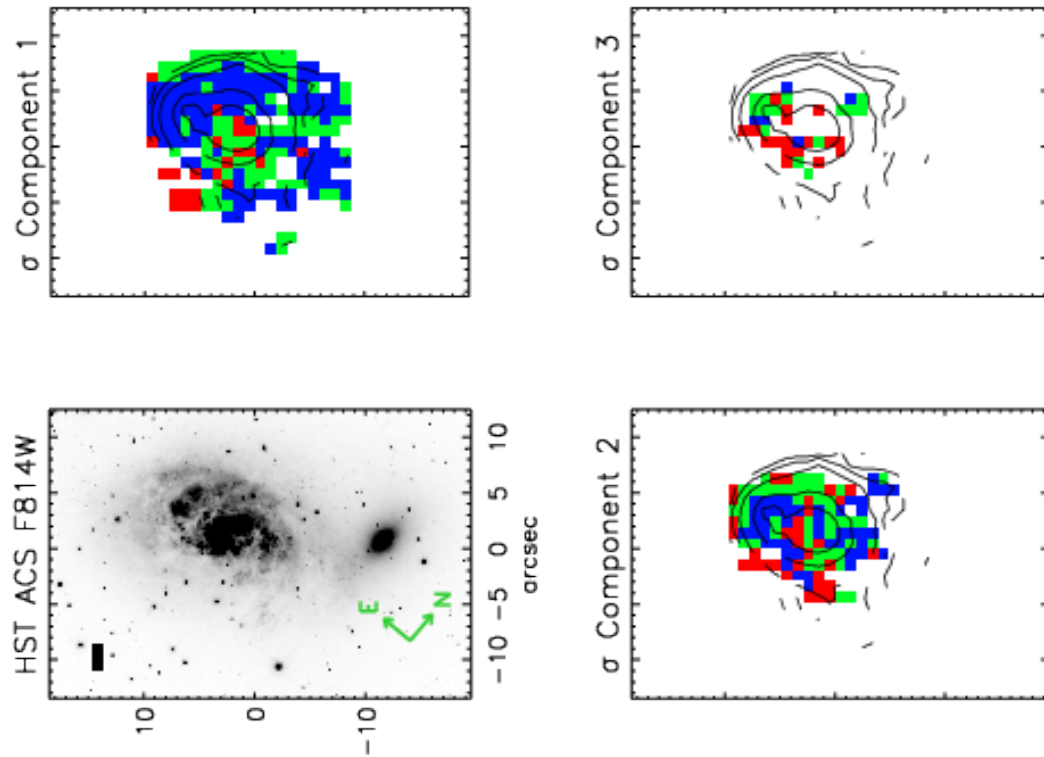 σ Component 1
σ Component 3
HST ACS F814W
10
5
0
-5
-10
arcsec
E
N
10
0
-10
σ Component 2